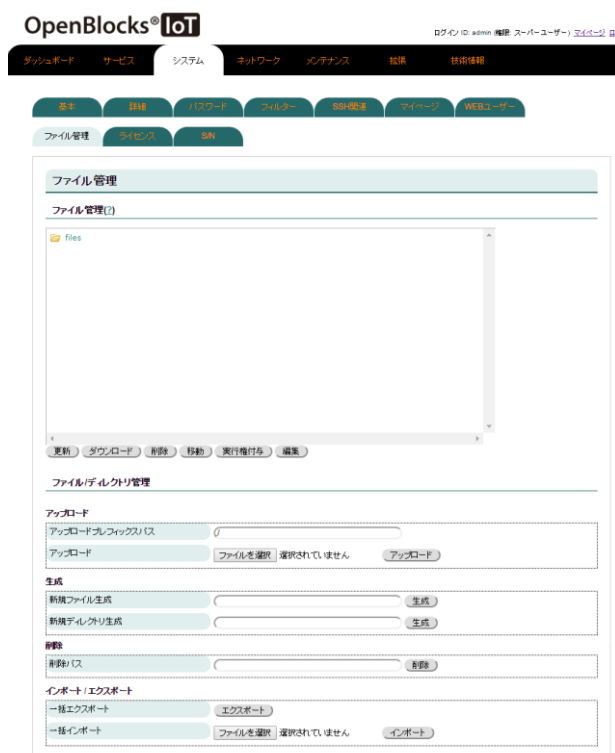 OpenBlocks® IoT
ログイン ID: admin (権限: スーパーユーザー) マイページ
ダッシュボード サービス システム ネットワーク メンテナンス 拡張 技術情報
基本 詳細 パスワード フィルター SSH関連 マイページ WEBユーザー
ファイル管理 ライセンス S/N
ファイル管理
ファイル管理(?)
files
更新 ダウンロード 削除 移動 実行権付与 編集
ファイル/ディレクトリ管理
アップロード
アップロードプレフィックスパス /
アップロード ファイルを選択 選択されていません アップロード
生成
新規ファイル生成 生成
新規ディレクトリ生成 生成
削除
削除パス 削除
インポート / エクスポート
一括エクスポート エクスポート
一括インポート ファイルを選択 選択されていません インポート